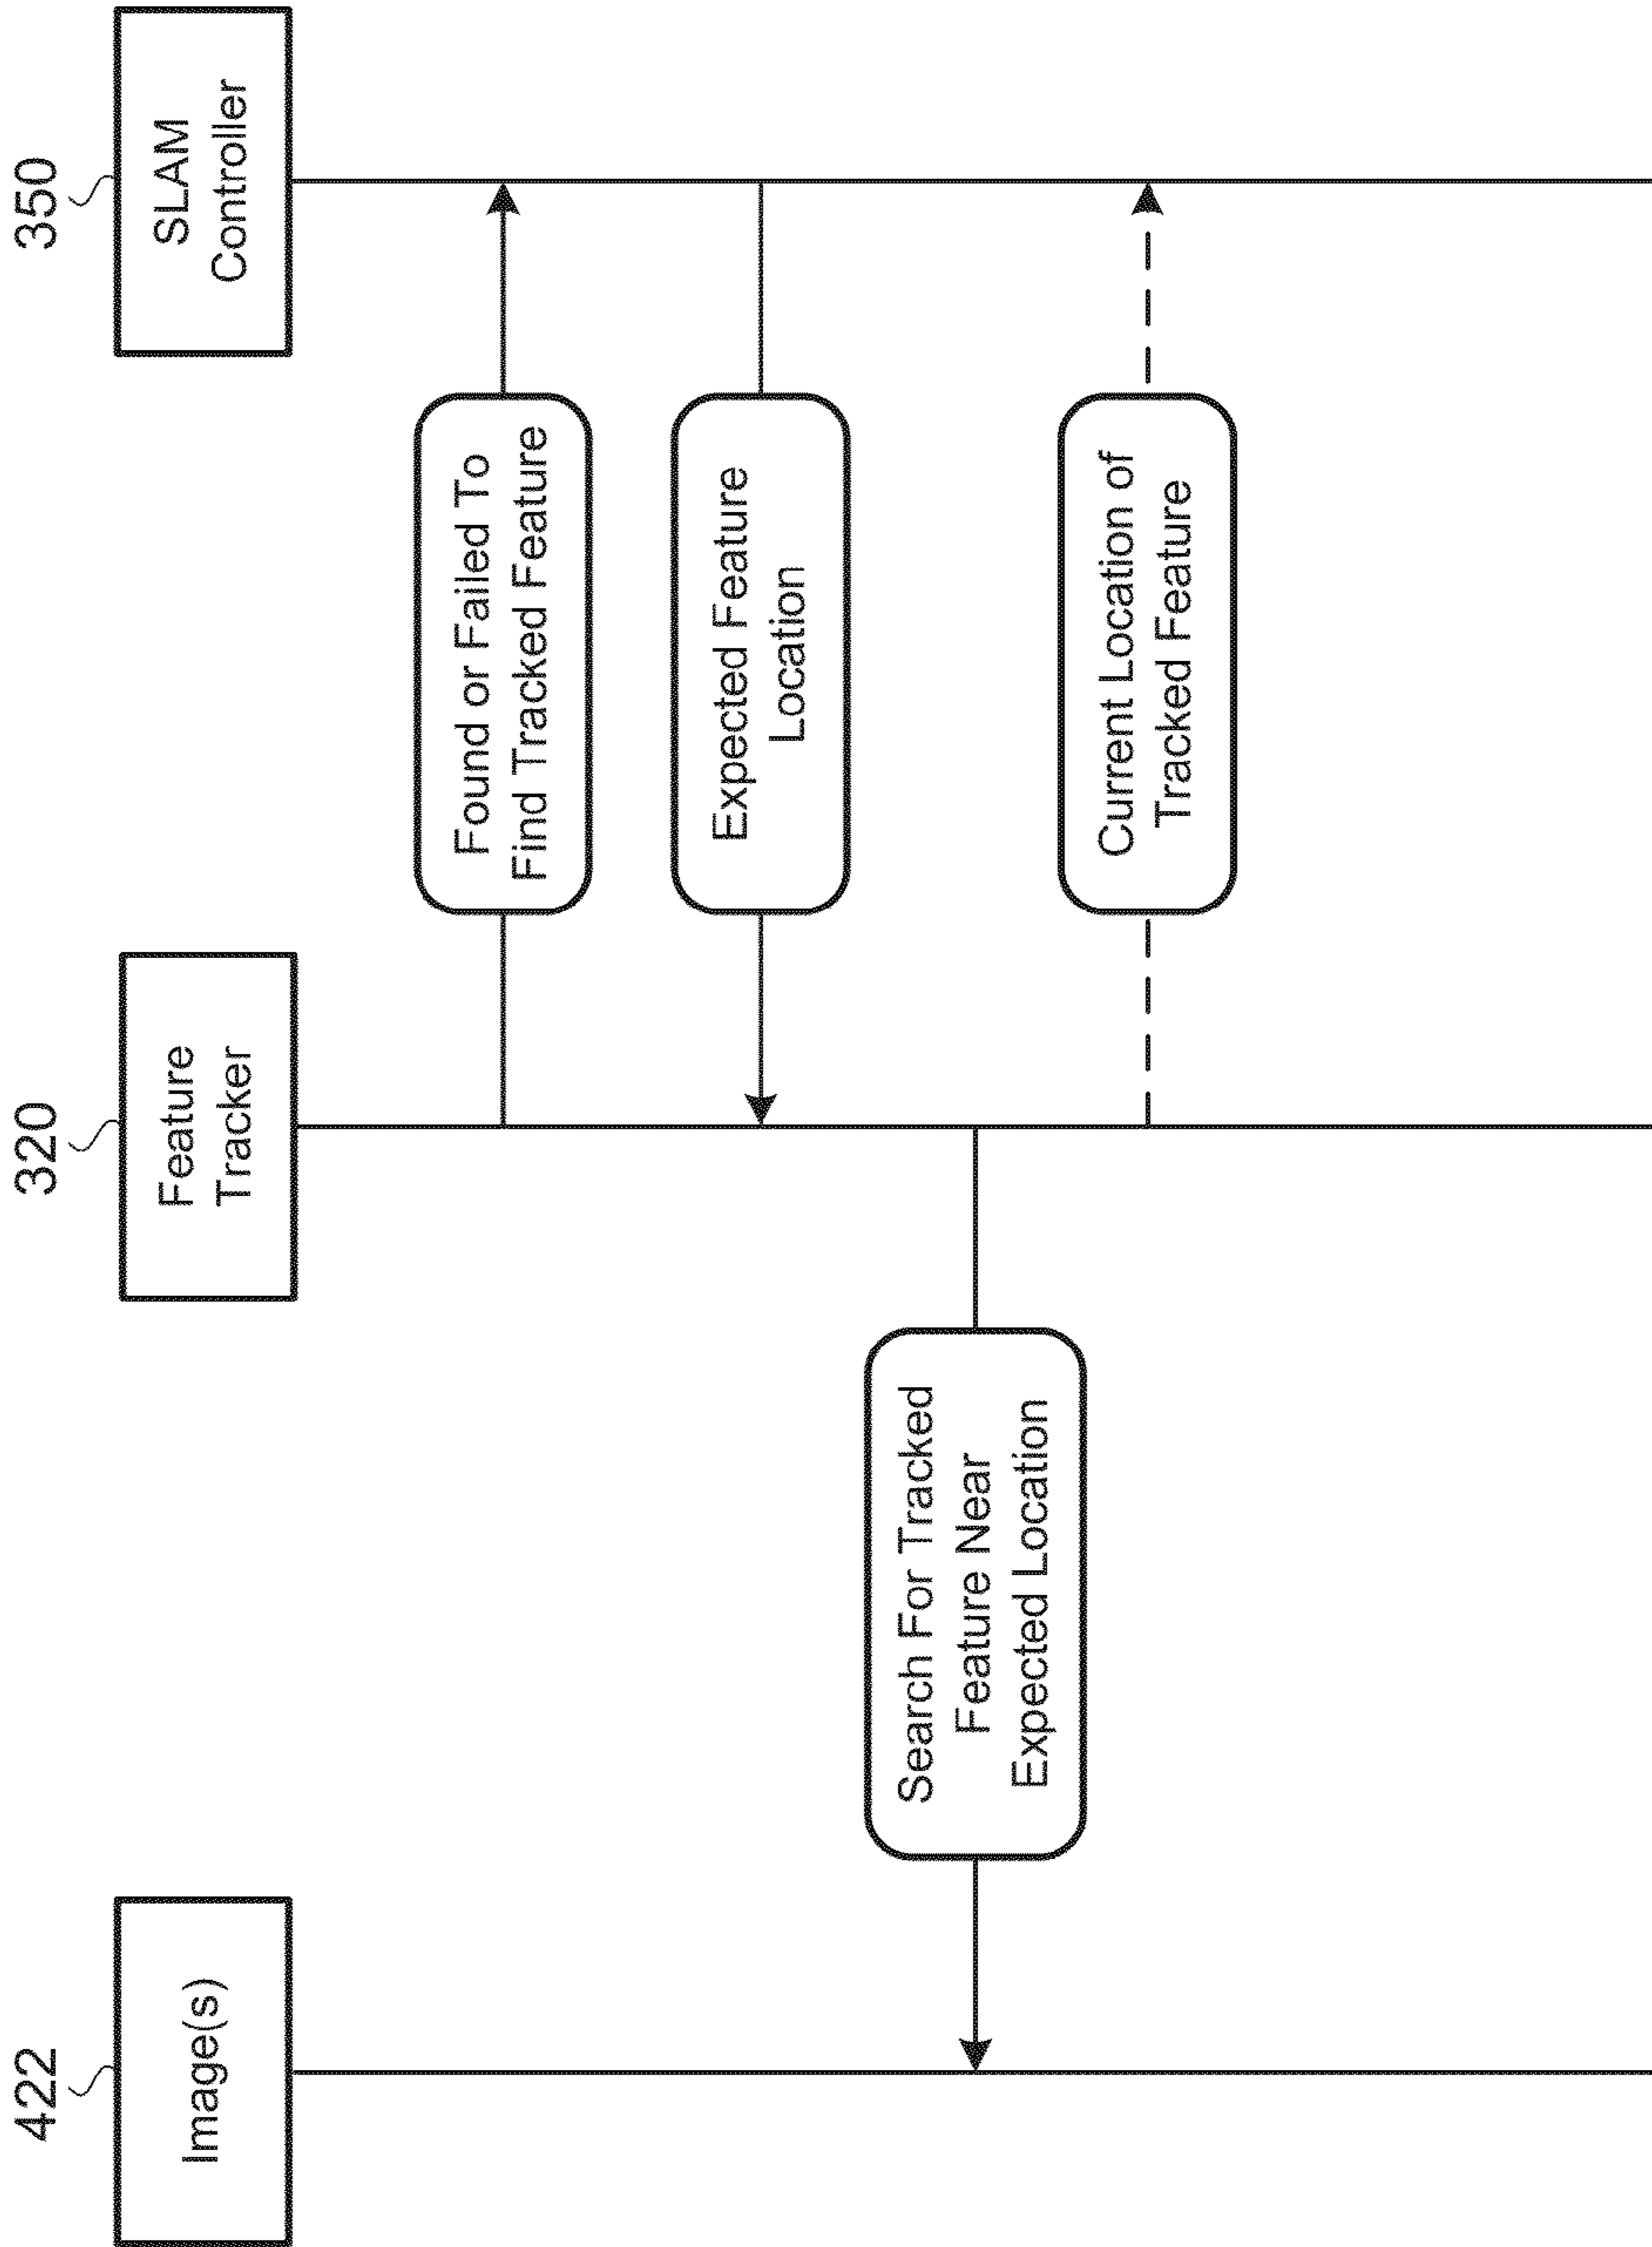 422
Image(s)
320
Feature
Tracker
350
SLAM
Controller
Found or Failed To
Find Tracked Feature
Expected Feature
Location
Search For Tracked
Feature Near
Expected Location
Current Location of
Tracked Feature